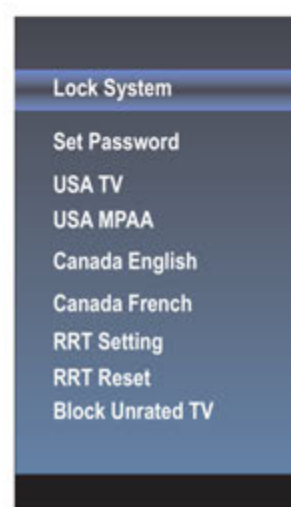 Lock System
Set Password
USA TV
USA MPAA
Canada English
Canada French
RRT Setting
RRT Reset
Block Unrated TV